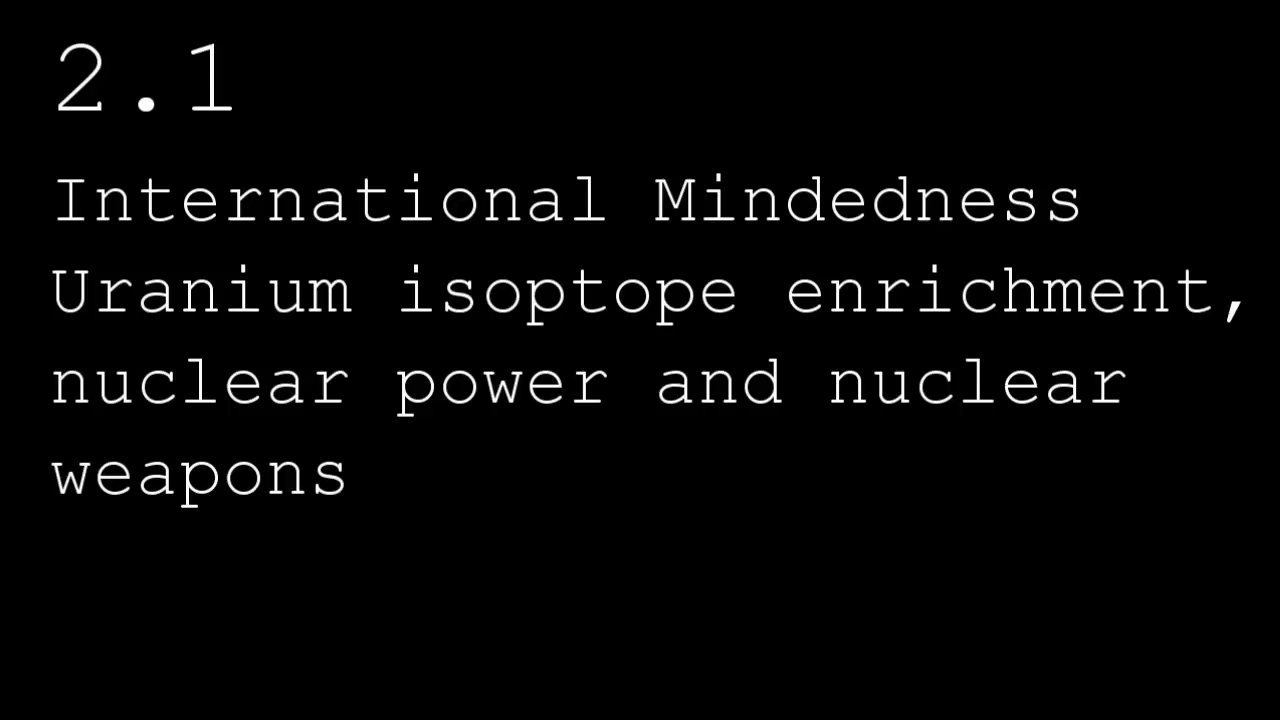 2.1
International Mindedness
Uranium isoptope enrichment,
nuclear power and nuclear
weapons